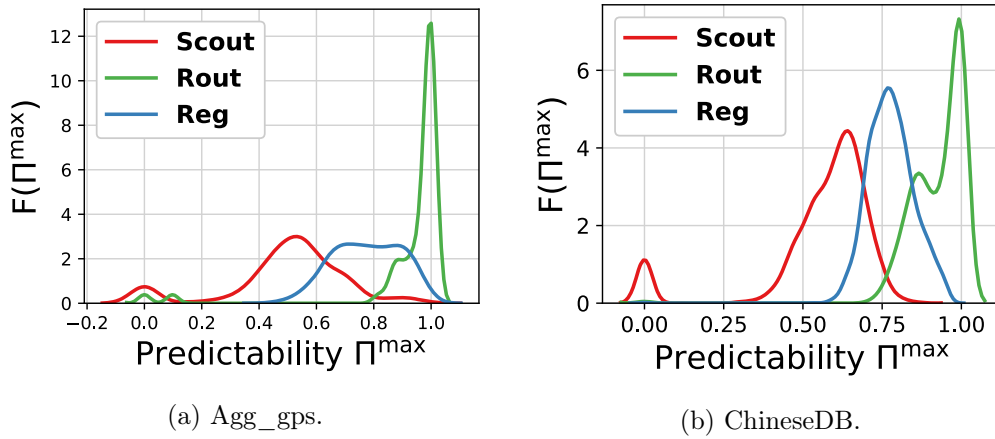 Scout
Rout
Reg
F(Π^max)
12
10
8
6
4
2
0
−0.2 0.0 0.2 0.4 0.6 0.8 1.0
Predictability Π^max
(a) Agg_gps.
Scout
Rout
Reg
F(Π^max)
6
4
2
0
0.00 0.25 0.50 0.75 1.00
Predictability Π^max
(b) ChineseDB.